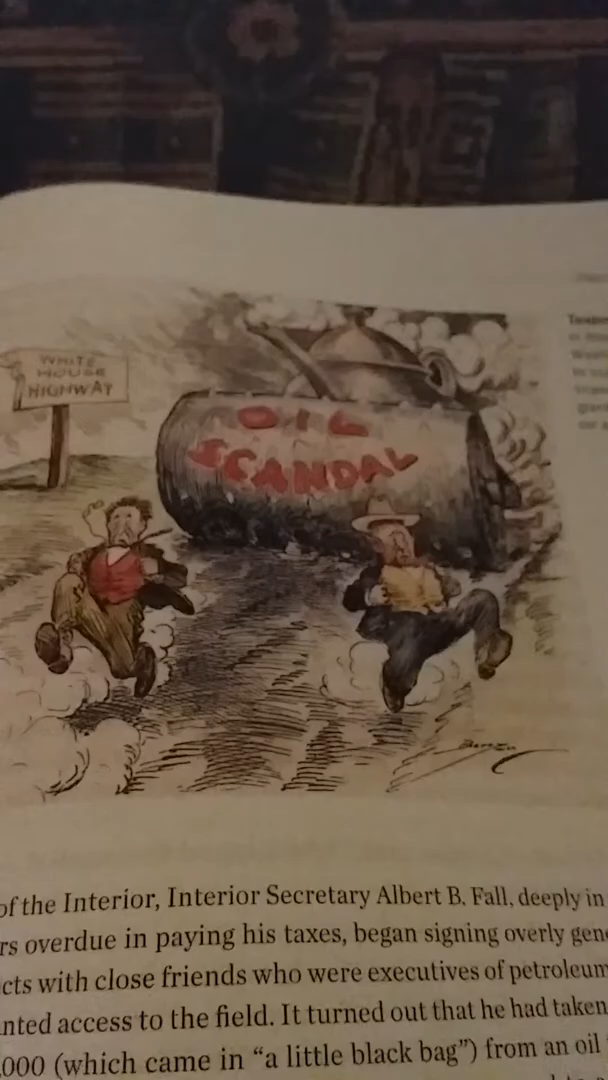 WHITE
HOUSE
HIGHWAY
OIL
SCANDAL
of the Interior, Interior Secretary Albert B. Fall, deeply in
rs overdue in paying his taxes, began signing overly gen
cts with close friends who were executives of petroleum
nted access to the field. It turned out that he had taken
,000 (which came in “a little black bag”) from an oil